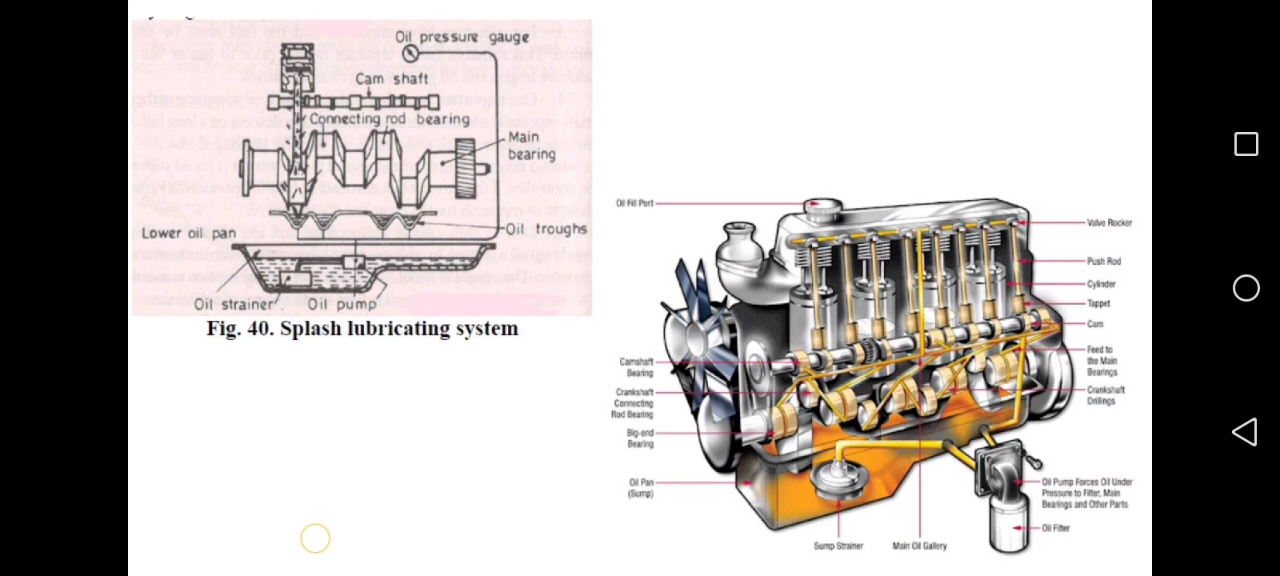 Oil pressure gauge
Cam shaft
Connecting rod bearing
Main
bearing
Lower oil pan
Oil troughs
Oil strainer
Oil pump
Fig. 40. Splash lubricating system
Oil Fill Port
Valve Rocker
Push Rod
Cylinder
Tappet
Cam
Camshaft
Bearing
Feed to
the Main
Bearings
Crankshaft
Connecting
Rod Bearing
Crankshaft
Drillings
Big-end
Bearing
Oil Pan
(Sump)
Oil Pump Forces Oil Under
Pressure to Filter, Main
Bearings and Other Parts
Oil Filter
Sump Strainer
Main Oil Gallery